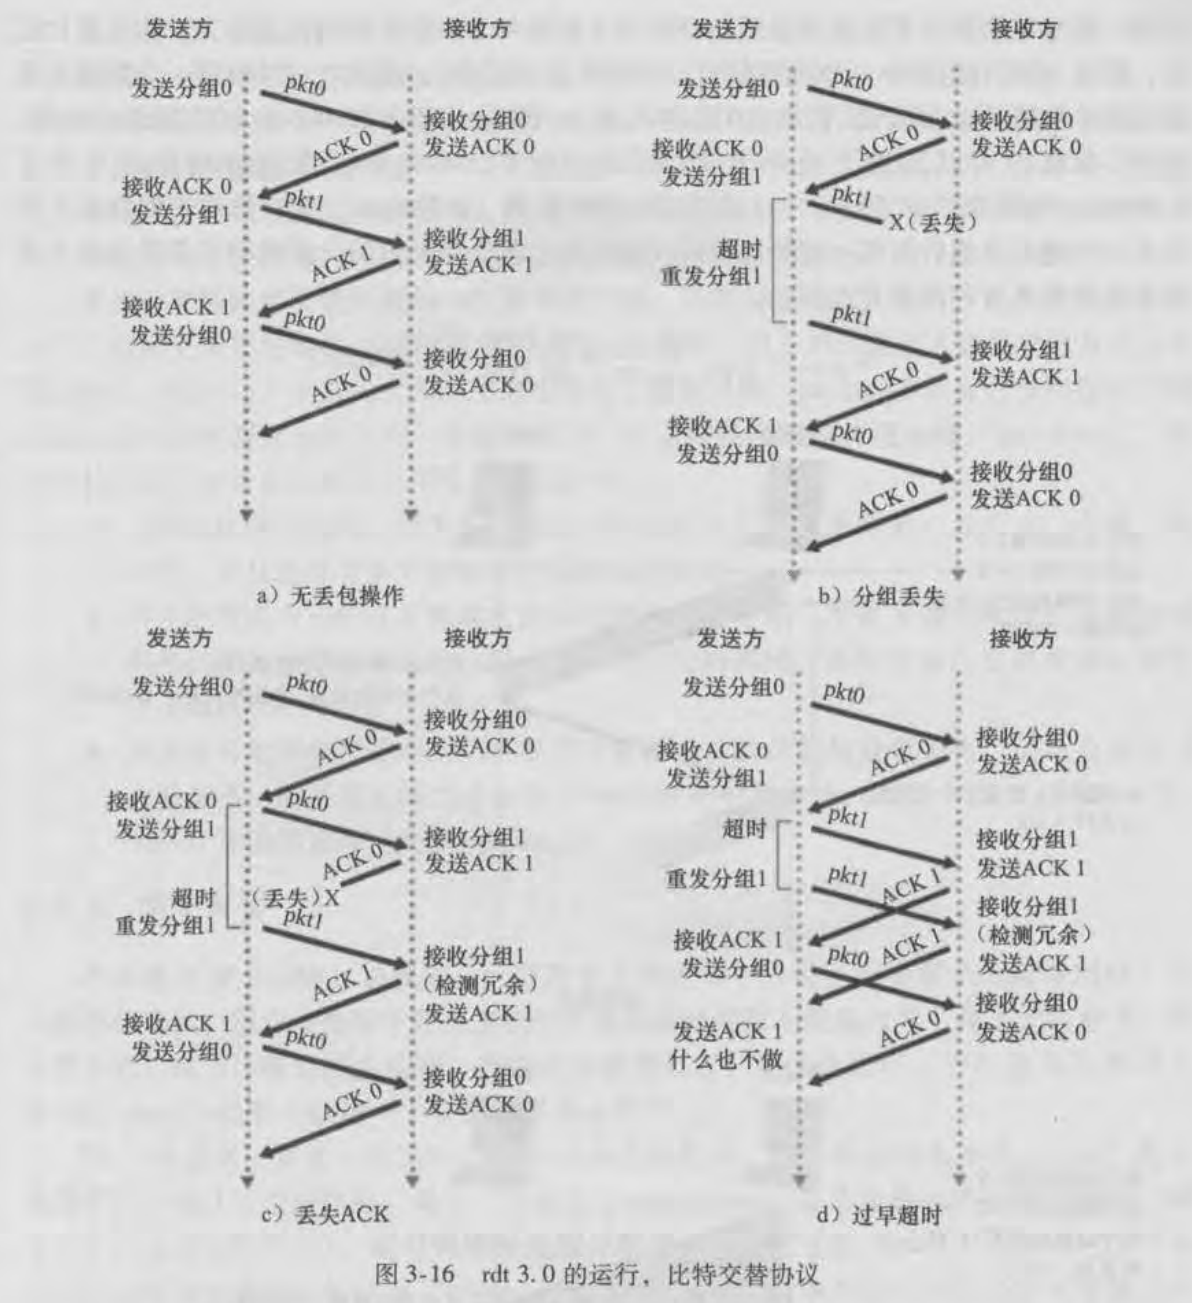 发送方
接收方
发送分组0
pkt0
接收分组0
发送ACK 0
ACK 0
接收ACK 0
发送分组1
pkt1
接收分组1
发送ACK 1
ACK 1
接收ACK 1
发送分组0
pkt0
接收分组0
发送ACK 0
ACK 0
a）无丢包操作
发送方
接收方
发送分组0
pkt0
接收分组0
发送ACK 0
ACK 0
接收ACK 0
发送分组1
pkt1
X（丢失）
超时
重发分组1
pkt1
接收分组1
发送ACK 1
ACK 0
接收ACK 1
发送分组0
pkt0
接收分组0
发送ACK 0
ACK 0
b）分组丢失
发送方
接收方
发送分组0
pkt0
接收分组0
发送ACK 0
ACK 0
接收ACK 0
发送分组1
pkt0
接收分组1
发送ACK 1
ACK 0
（丢失）X
超时
重发分组1
pkt1
接收分组1
（检测冗余）
发送ACK 1
ACK 1
接收ACK 1
发送分组0
pkt0
接收分组0
发送ACK 0
ACK 0
c）丢失ACK
发送方
接收方
发送分组0
pkt0
接收分组0
发送ACK 0
ACK 0
接收ACK 0
发送分组1
pkt1
超时
接收分组1
发送ACK 1
重发分组1
pkt1
ACK 1
接收分组1
（检测冗余）
发送ACK 1
接收ACK 1
发送分组0
pkt0
ACK 1
接收分组0
发送ACK 0
ACK 0
发送ACK 1
什么也不做
d）过早超时
图 3-16 rdt 3.0 的运行，比特交替协议